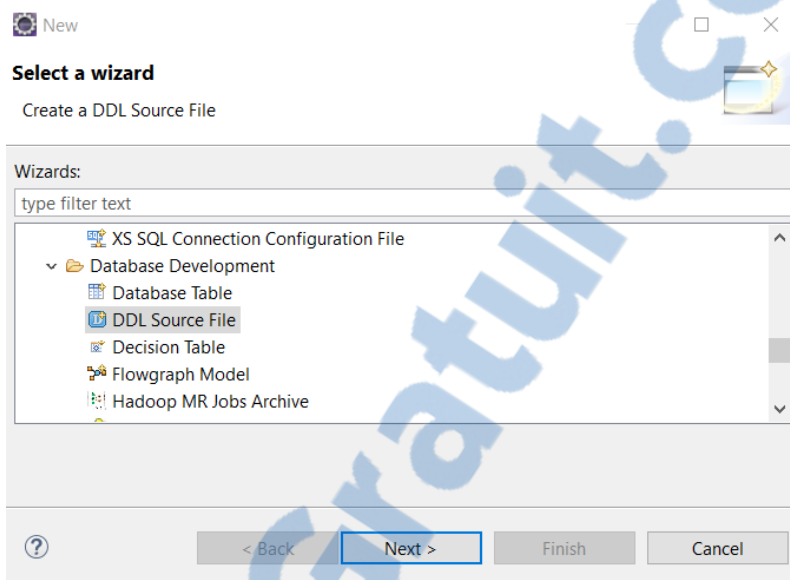 New
Select a wizard
Create a DDL Source File
Wizards:
type filter text
XS SQL Connection Configuration File
Database Development
Database Table
DDL Source File
Decision Table
Flowgraph Model
Hadoop MR Jobs Archive
? < Back Next > Finish Cancel
Gratuit.c